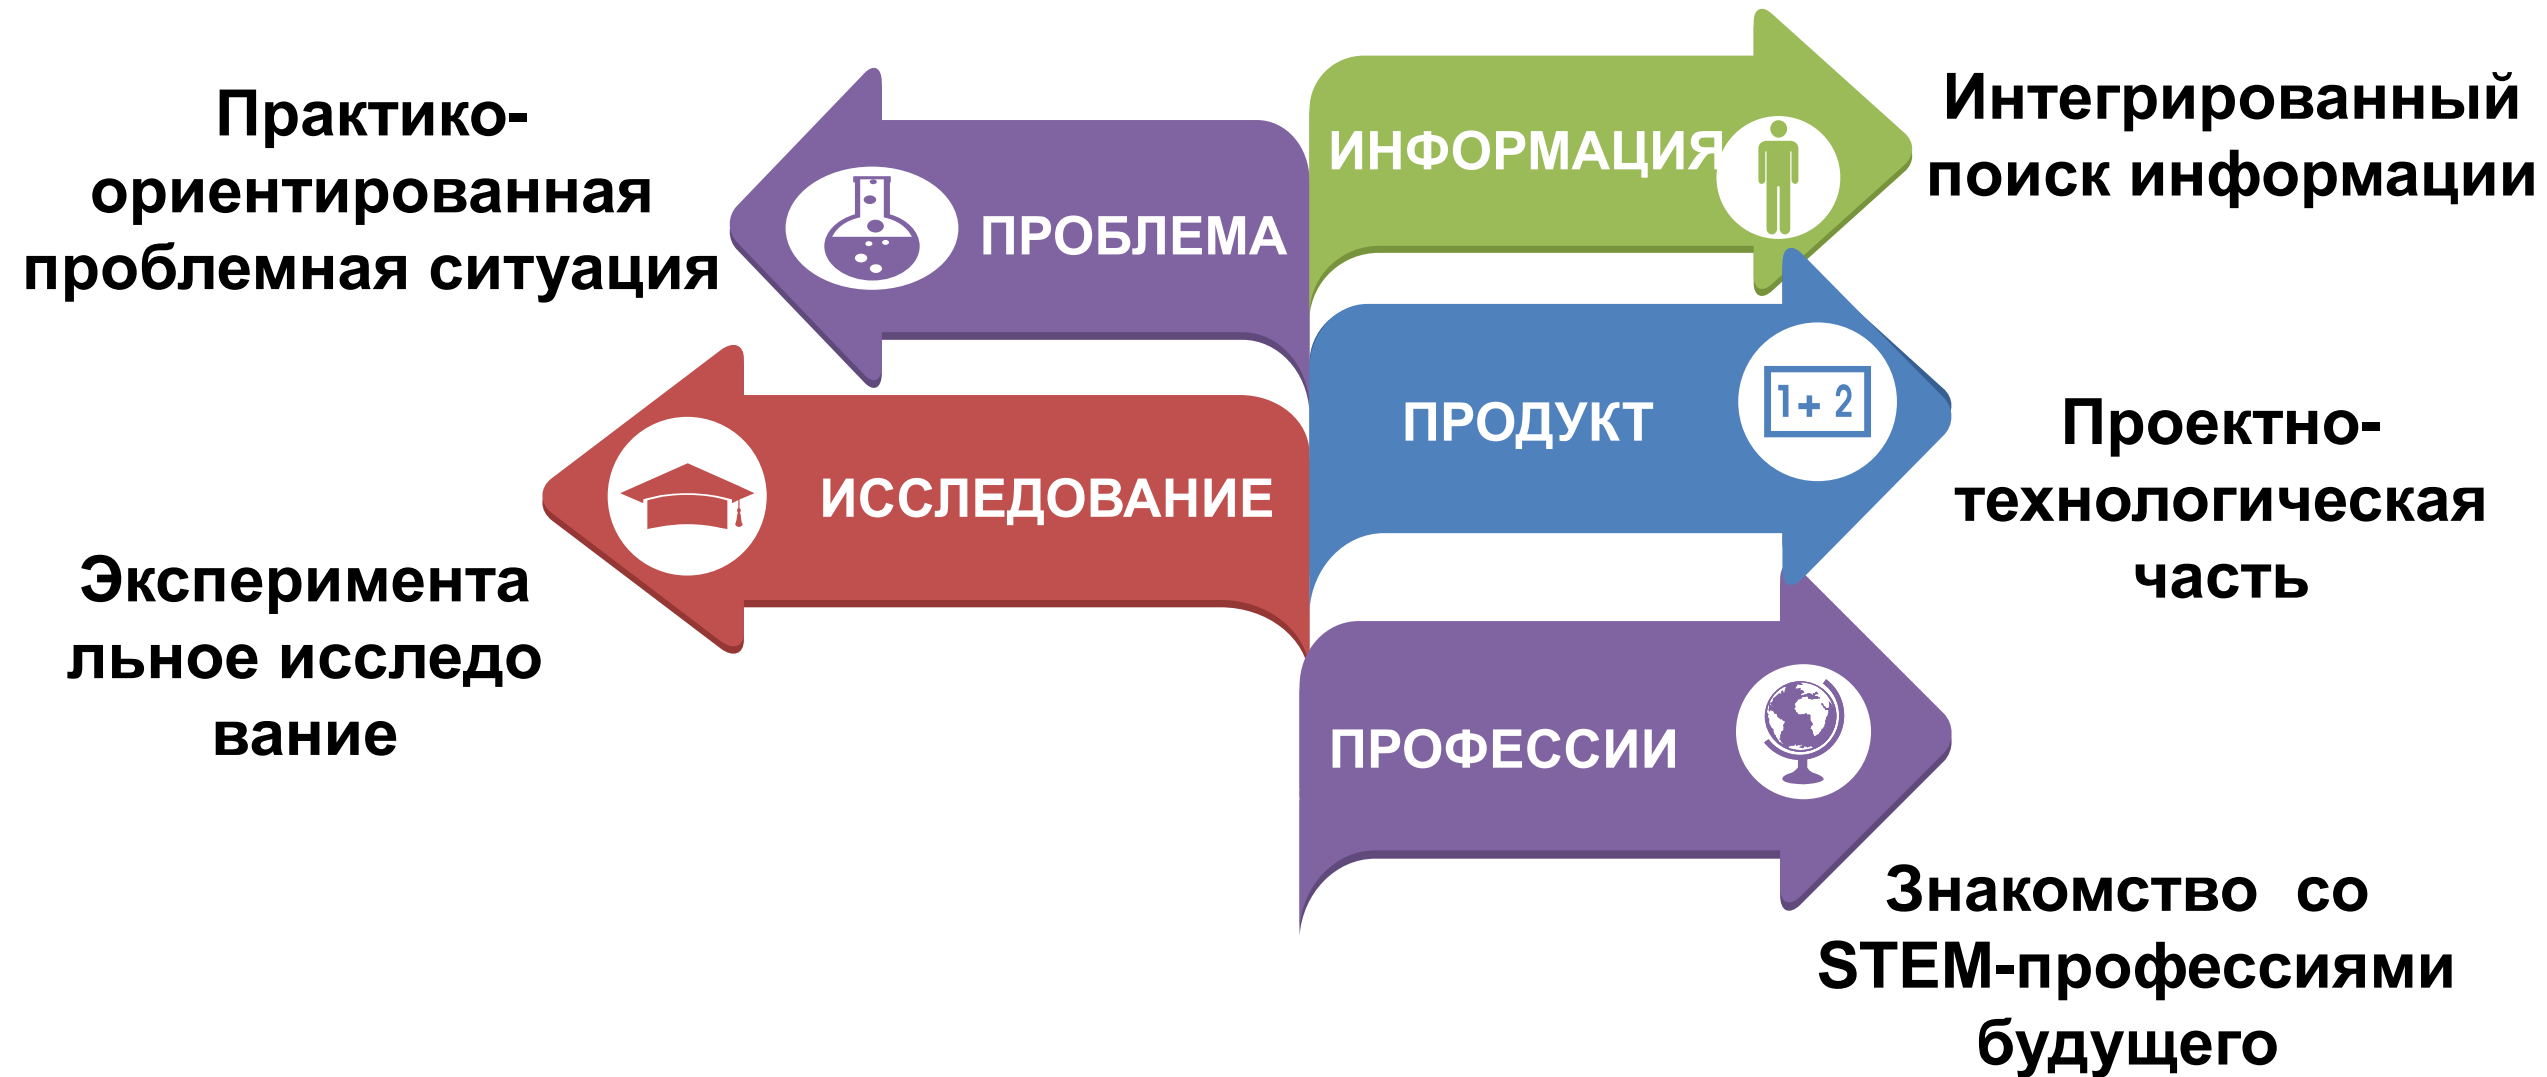 Практико-
ориентированная
проблемная ситуация
ПРОБЛЕМА
ИНФОРМАЦИЯ
Интегрированный
поиск информации
ИССЛЕДОВАНИЕ
Эксперимента
льное исследо
вание
ПРОДУКТ
1+ 2
Проектно-
технологическая
часть
ПРОФЕССИИ
Знакомство со
STEM-профессиями
будущего